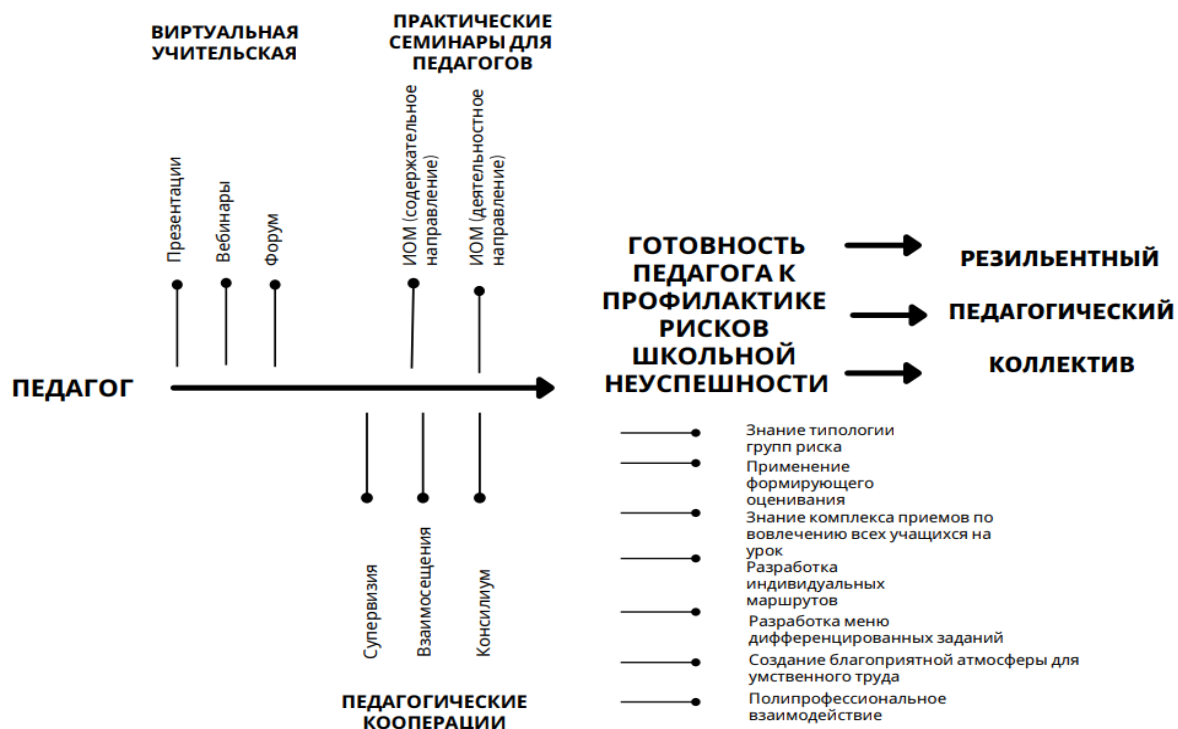 ВИРТУАЛЬНАЯ
УЧИТЕЛЬСКАЯ
ПРАКТИЧЕСКИЕ
СЕМИНАРЫ ДЛЯ
ПЕДАГОГОВ
Презентации
Вебинары
Форум
ИОМ (содержательное
направление)
ИОМ (деятельностное
направление)
ПЕДАГОГ
Супервизия
Взаимосещения
Консилиум
ПЕДАГОГИЧЕСКИЕ
КООПЕРАЦИИ
ГОТОВНОСТЬ
ПЕДАГОГА К
ПРОФИЛАКТИКЕ
РИСКОВ
ШКОЛЬНОЙ
НЕУСПЕШНОСТИ
РЕЗИЛЬЕНТНЫЙ
ПЕДАГОГИЧЕСКИЙ
КОЛЛЕКТИВ
Знание типологии
групп риска
Применение
формирующего
оценивания
Знание комплекса приемов по
вовлечению всех учащихся на
урок
Разработка
индивидуальных
маршрутов
Разработка меню
дифференцированных заданий
Создание благоприятной атмосферы для
умственного труда
Полипрофессиональное
взаимодействие